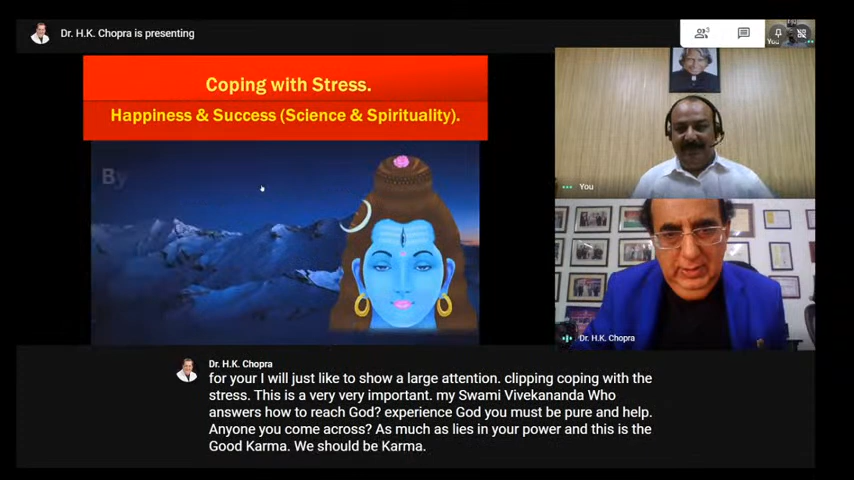 Dr. H.K. Chopra is presenting
3
You
Coping with Stress.
Happiness & Success (Science & Spirituality).
By
You
Dr. H.K. Chopra
Dr. H.K. Chopra
for your I will just like to show a large attention. clipping coping with the
stress. This is a very very important. my Swami Vivekananda Who
answers how to reach God? experience God you must be pure and help.
Anyone you come across? As much as lies in your power and this is the
Good Karma. We should be Karma.